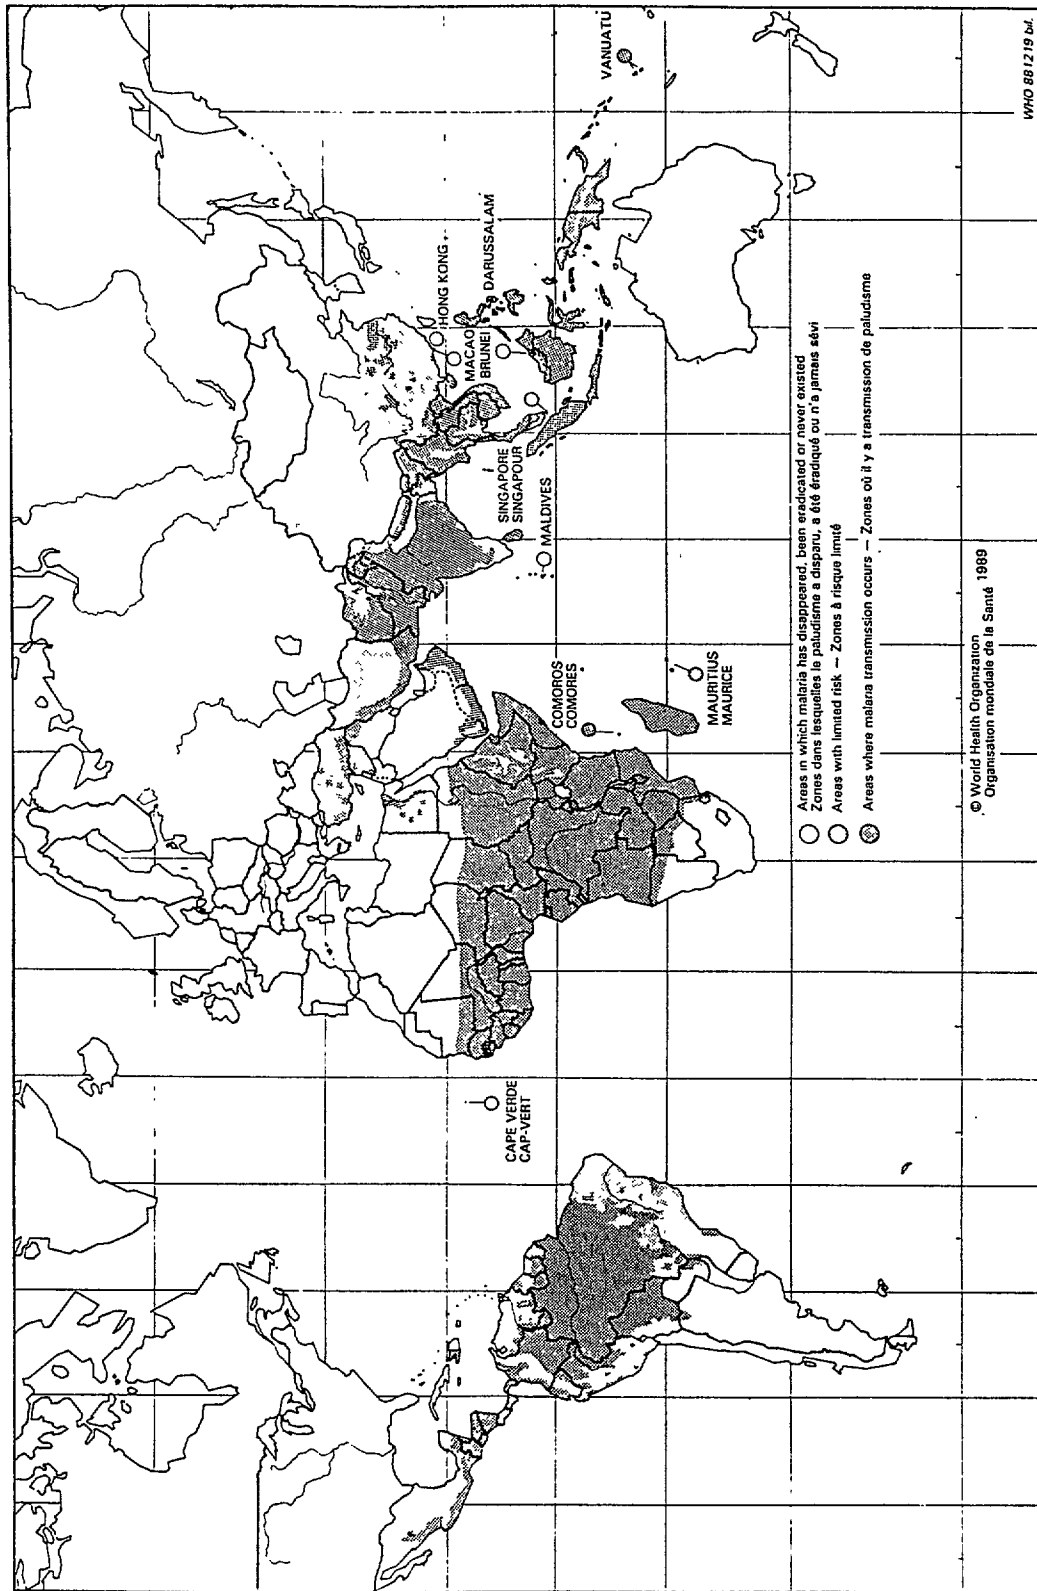 CAPE VERDE
CAP-VERT
COMOROS
COMORES
MAURITIUS
MAURICE
MALDIVES
SINGAPORE
SINGAPOUR
MACAO
BRUNEI DARUSSALAM
HONG KONG
VANUATU
Areas in which malaria has disappeared, been eradicated or never existed
Zones dans lesquelles le paludisme a disparu, a été éradiqué ou n'a jamais sévi
Areas with limited risk – Zones à risque limité
Areas where malaria transmission occurs – Zones où il y a transmission de paludisme
© World Health Organization
Organisation mondiale de la Santé 1989
WHO 881219 bil.